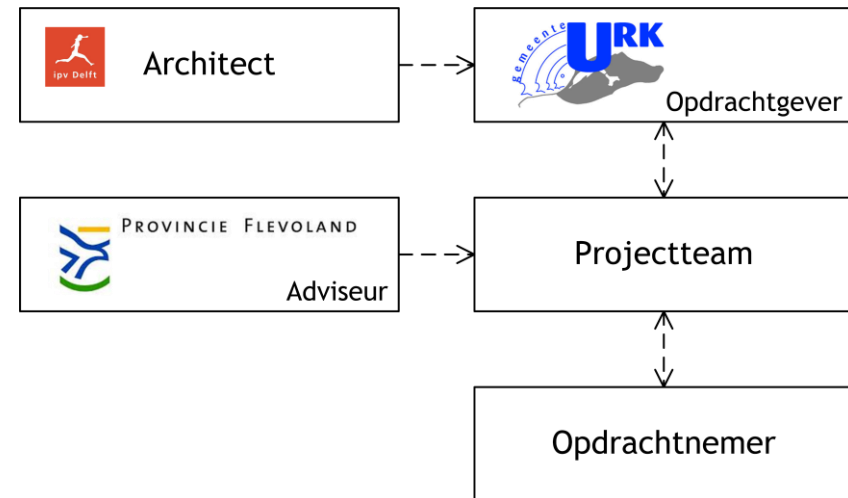 ipv Delft
Architect
gemeente URK
Opdrachtgever
PROVINCIE FLEVOLAND
Adviseur
Projectteam
Opdrachtnemer